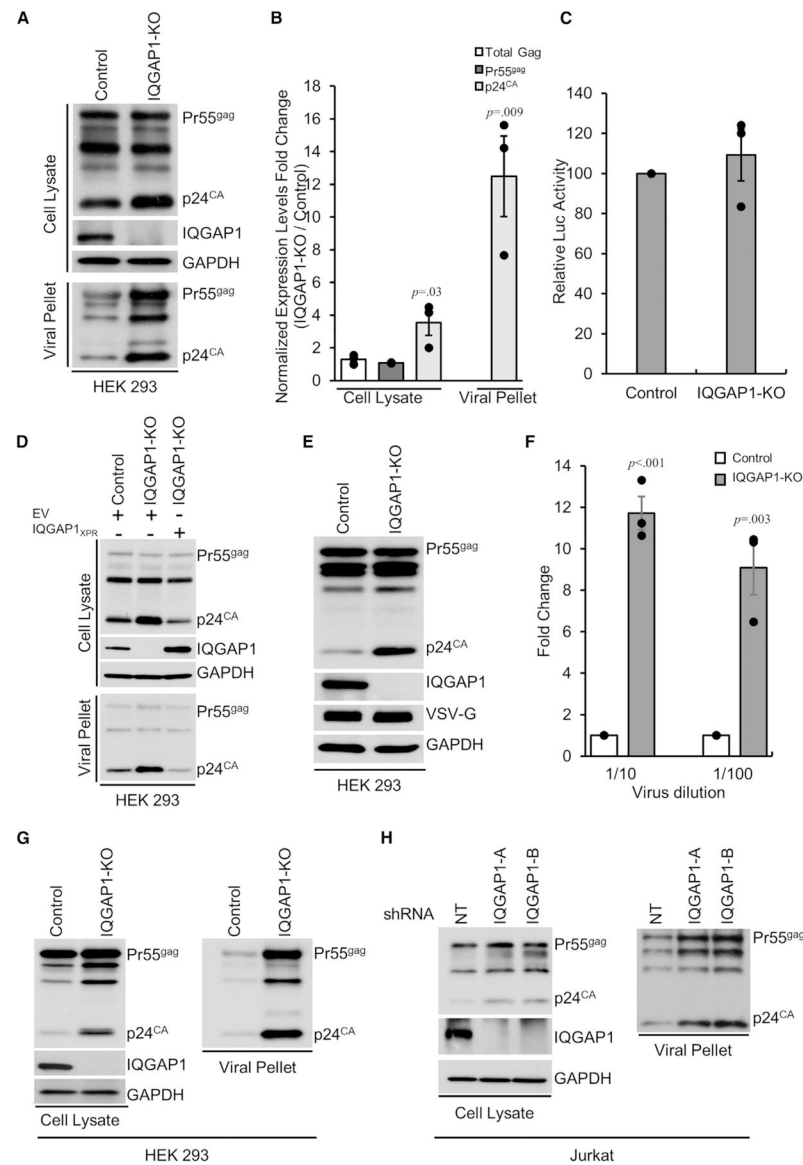 A
Control
IQGAP1-KO
Cell Lysate
Pr55gag
p24CA
IQGAP1
GAPDH
Viral Pellet
Pr55gag
p24CA
HEK 293
B
Total Gag
Pr55gag
p24CA
Normalized Expression Levels Fold Change
(IQGAP1-KO / Control)
18
16
14
12
10
8
6
4
2
0
p=.03
p=.009
Cell Lysate
Viral Pellet
C
Relative Luc Activity
140
120
100
80
60
40
20
0
Control
IQGAP1-KO
D
Control
IQGAP1-KO
IQGAP1-KO
EV + + -
IQGAP1XPR - - +
Cell Lysate
Pr55gag
p24CA
IQGAP1
GAPDH
Viral Pellet
Pr55gag
p24CA
HEK 293
E
Control
IQGAP1-KO
Pr55gag
p24CA
IQGAP1
VSV-G
GAPDH
HEK 293
F
Control
IQGAP1-KO
Fold Change
14
12
10
8
6
4
2
0
p<.001
p=.003
1/10
1/100
Virus dilution
G
Control
IQGAP1-KO
Pr55gag
p24CA
IQGAP1
GAPDH
Cell Lysate
Control
IQGAP1-KO
Pr55gag
p24CA
Viral Pellet
HEK 293
H
shRNA
NT
IQGAP1-A
IQGAP1-B
Pr55gag
p24CA
IQGAP1
GAPDH
Cell Lysate
NT
IQGAP1-A
IQGAP1-B
Pr55gag
p24CA
Viral Pellet
Jurkat